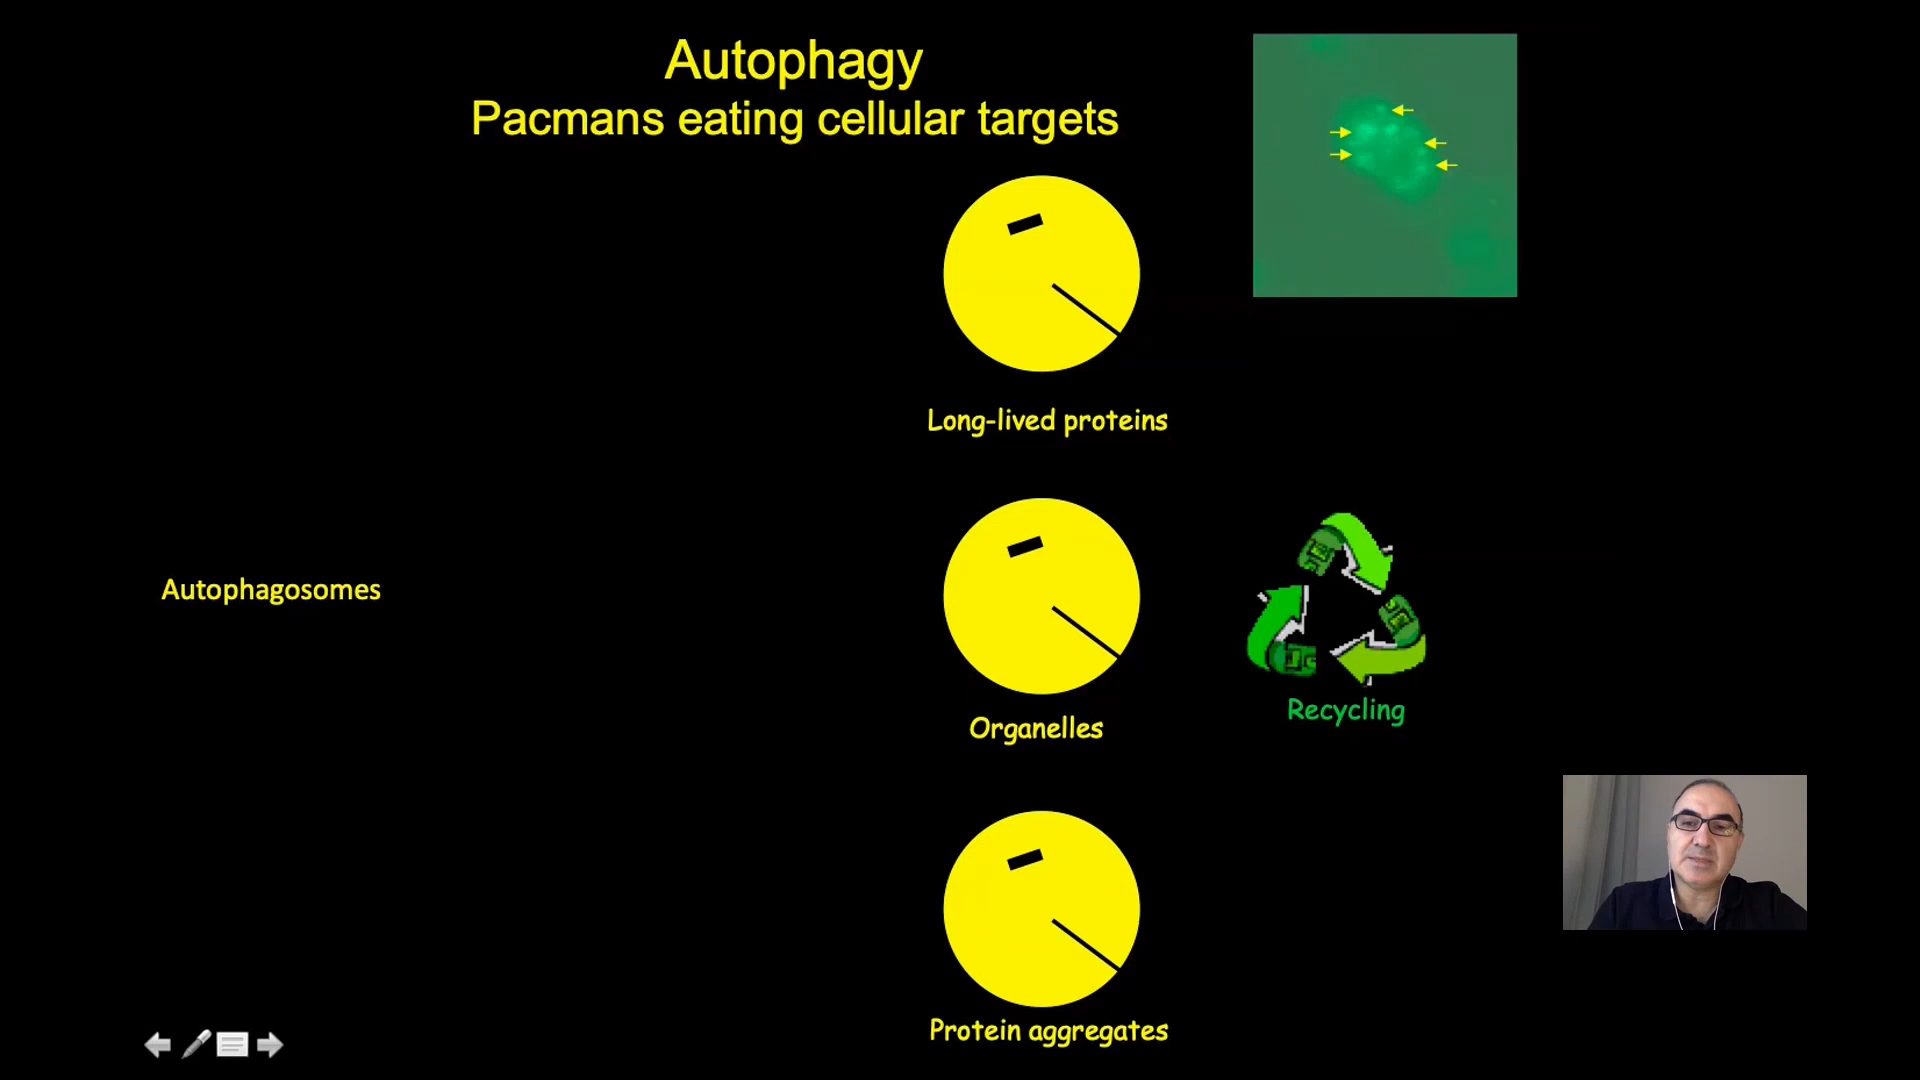 Autophagy
Pacmans eating cellular targets
Long-lived proteins
Autophagosomes
Organelles
Recycling
Protein aggregates